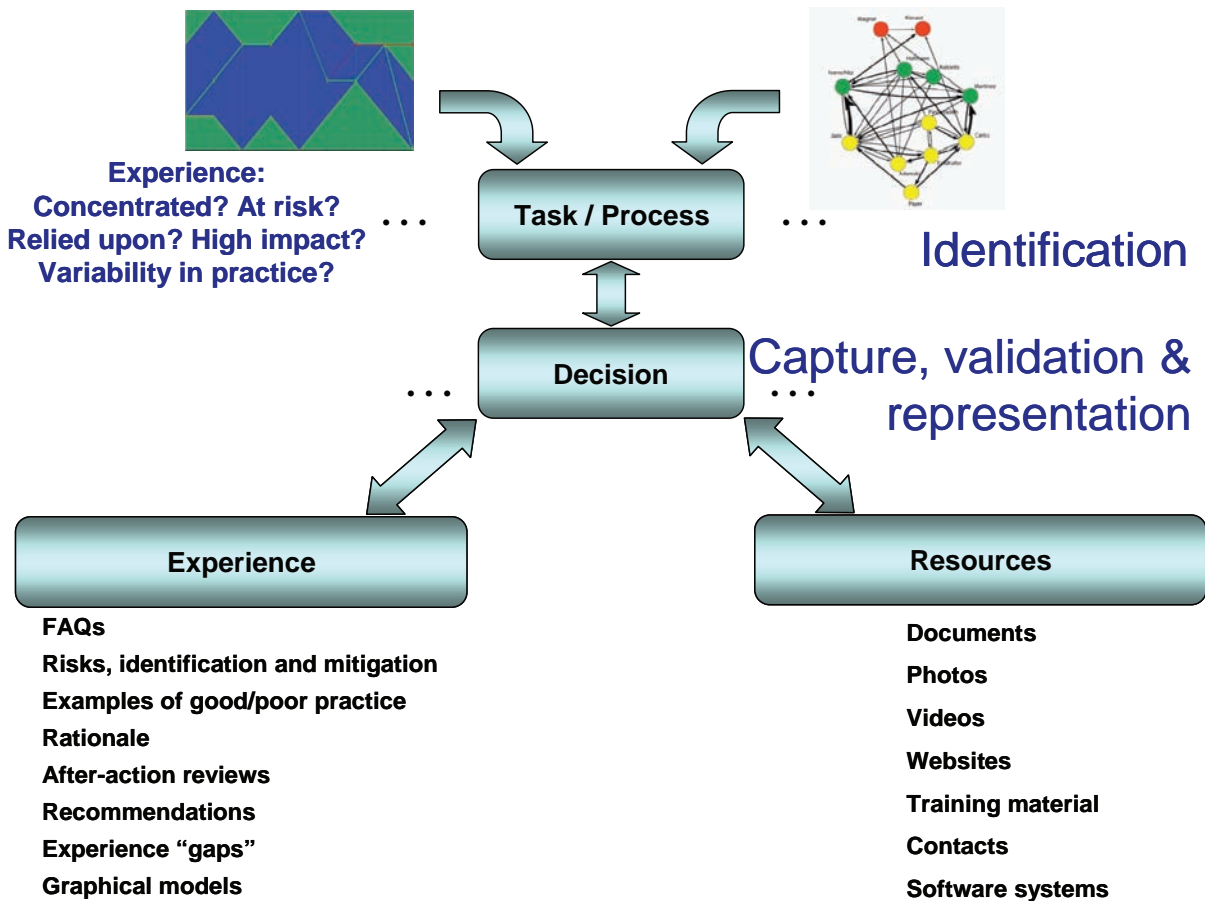 Experience:
Concentrated? At risk?
Relied upon? High impact?
Variability in practice?
...
Task / Process
...
Identification
Decision
Capture, validation &
representation
...
...
Experience
FAQs
Risks, identification and mitigation
Examples of good/poor practice
Rationale
After-action reviews
Recommendations
Experience “gaps”
Graphical models
Resources
Documents
Photos
Videos
Websites
Training material
Contacts
Software systems